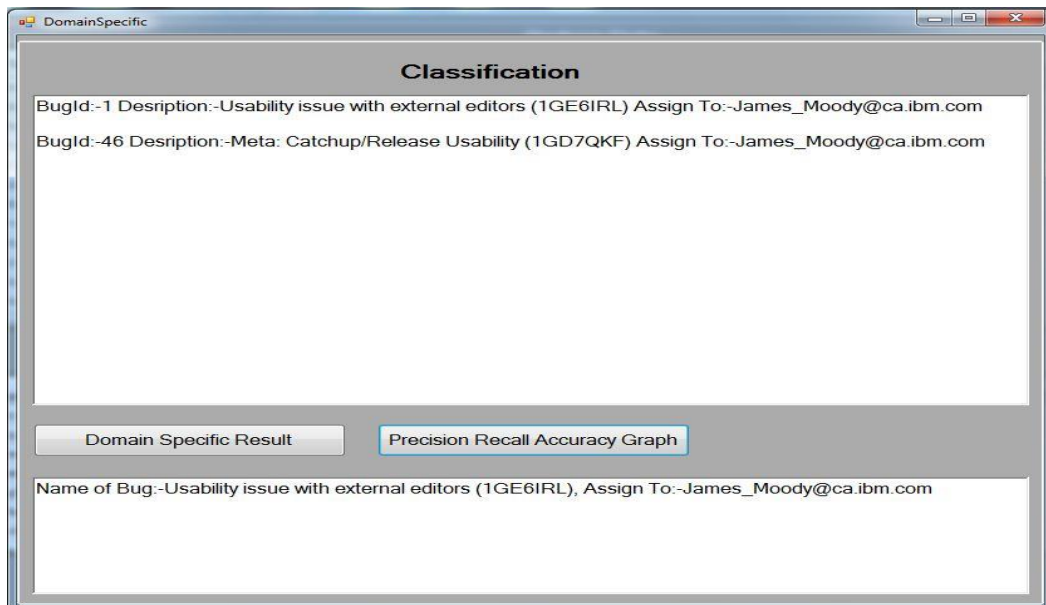 DomainSpecific
Classification
BugId:-1 Desription:-Usability issue with external editors (1GE6IRL) Assign To:-James_Moody@ca.ibm.com
BugId:-46 Desription:-Meta: Catchup/Release Usability (1GD7QKF) Assign To:-James_Moody@ca.ibm.com
Domain Specific Result
Precision Recall Accuracy Graph
Name of Bug:-Usability issue with external editors (1GE6IRL), Assign To:-James_Moody@ca.ibm.com